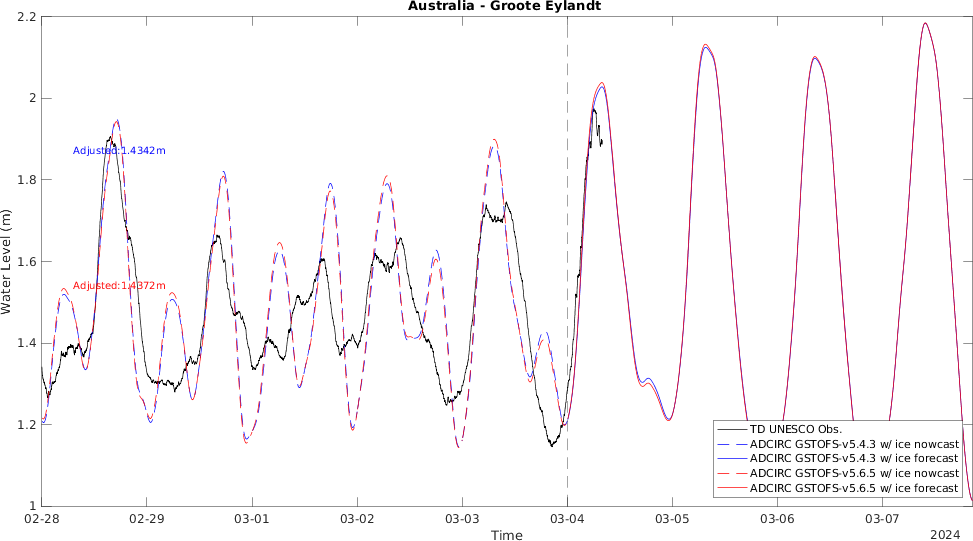 Australia - Groote Eylandt
Water Level (m)
2.2
2
1.8
1.6
1.4
1.2
1
Adjusted:1.4342m
Adjusted:1.4372m
TD UNESCO Obs.
ADCIRC GSTOFS-v5.4.3 w/ ice nowcast
ADCIRC GSTOFS-v5.4.3 w/ ice forecast
ADCIRC GSTOFS-v5.6.5 w/ ice nowcast
ADCIRC GSTOFS-v5.6.5 w/ ice forecast
02-28 02-29 03-01 03-02 03-03 03-04 03-05 03-06 03-07
Time
2024